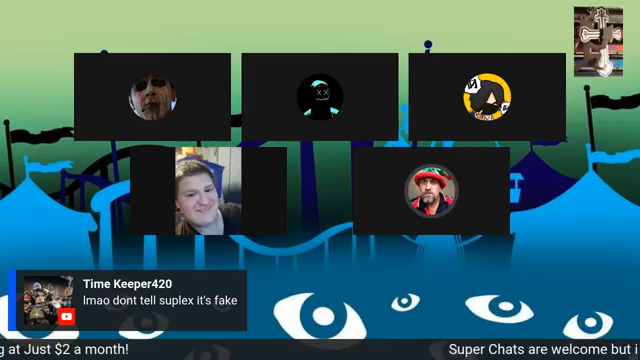 Time Keeper420
lmao dont tell suplex it's fake
g at Just $2 a month!
Super Chats are welcome but i